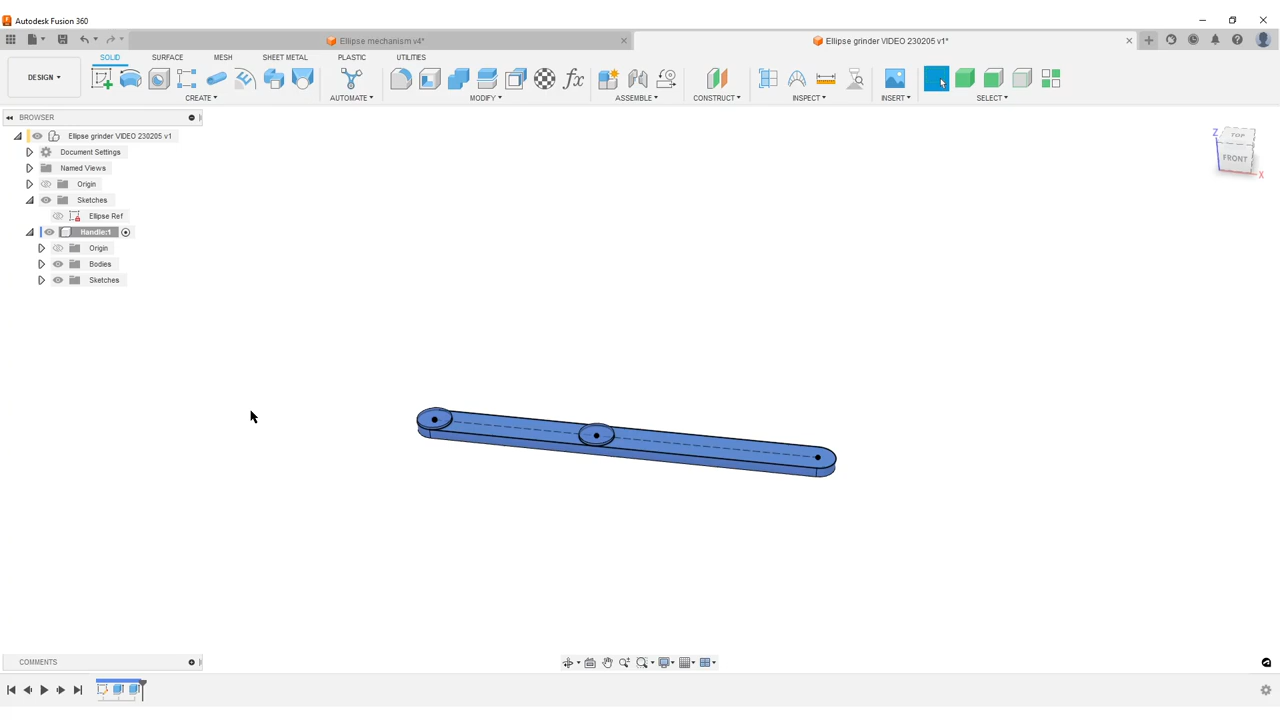 Autodesk Fusion 360
Ellipse mechanism v4*
Ellipse grinder VIDEO 230205 v1*
DESIGN
SOLID
SURFACE
MESH
SHEET METAL
PLASTIC
UTILITIES
CREATE
AUTOMATE
MODIFY
ASSEMBLE
CONSTRUCT
INSPECT
INSERT
SELECT
BROWSER
Ellipse grinder VIDEO 230205 v1
Document Settings
Named Views
Origin
Sketches
Ellipse Ref
Handle:1
Origin
Bodies
Sketches
Z
TOP
FRONT
X
COMMENTS